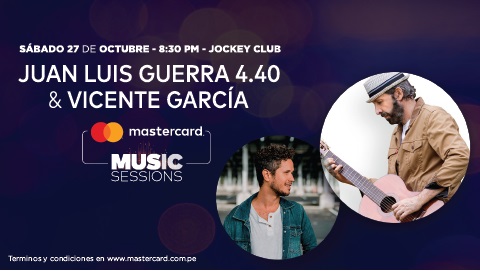 SÁBADO 27 DE OCTUBRE - 8:30 PM - JOCKEY CLUB
JUAN LUIS GUERRA 4.40
& VICENTE GARCÍA
mastercard.
MUSIC
SESSIONS
Terminos y condiciones en www.mastercard.com.pe